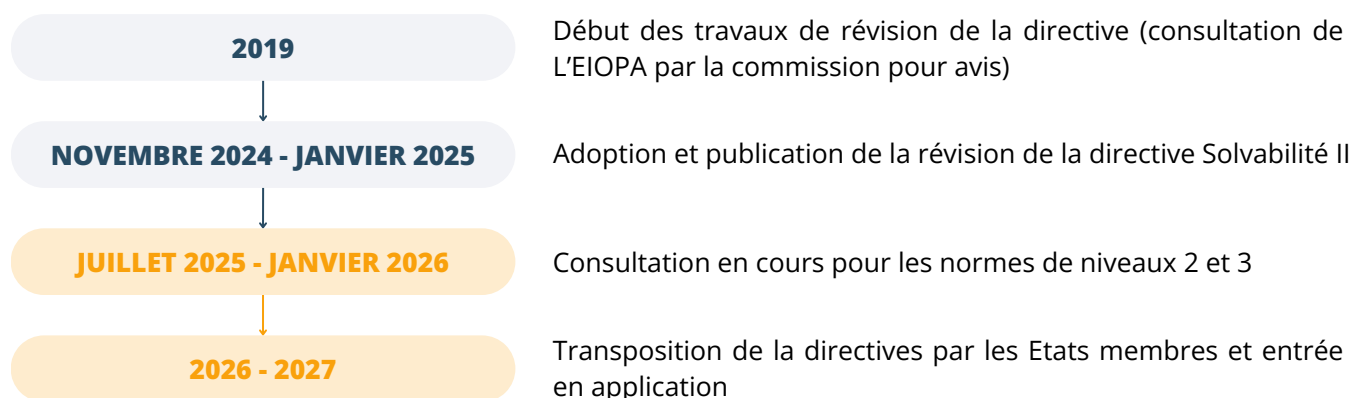 2019
Début des travaux de révision de la directive (consultation de
L'EIOPA par la commission pour avis)
NOVEMBRE 2024 - JANVIER 2025
Adoption et publication de la révision de la directive Solvabilité II
JUILLET 2025 - JANVIER 2026
Consultation en cours pour les normes de niveaux 2 et 3
2026 - 2027
Transposition de la directives par les Etats membres et entrée
en application